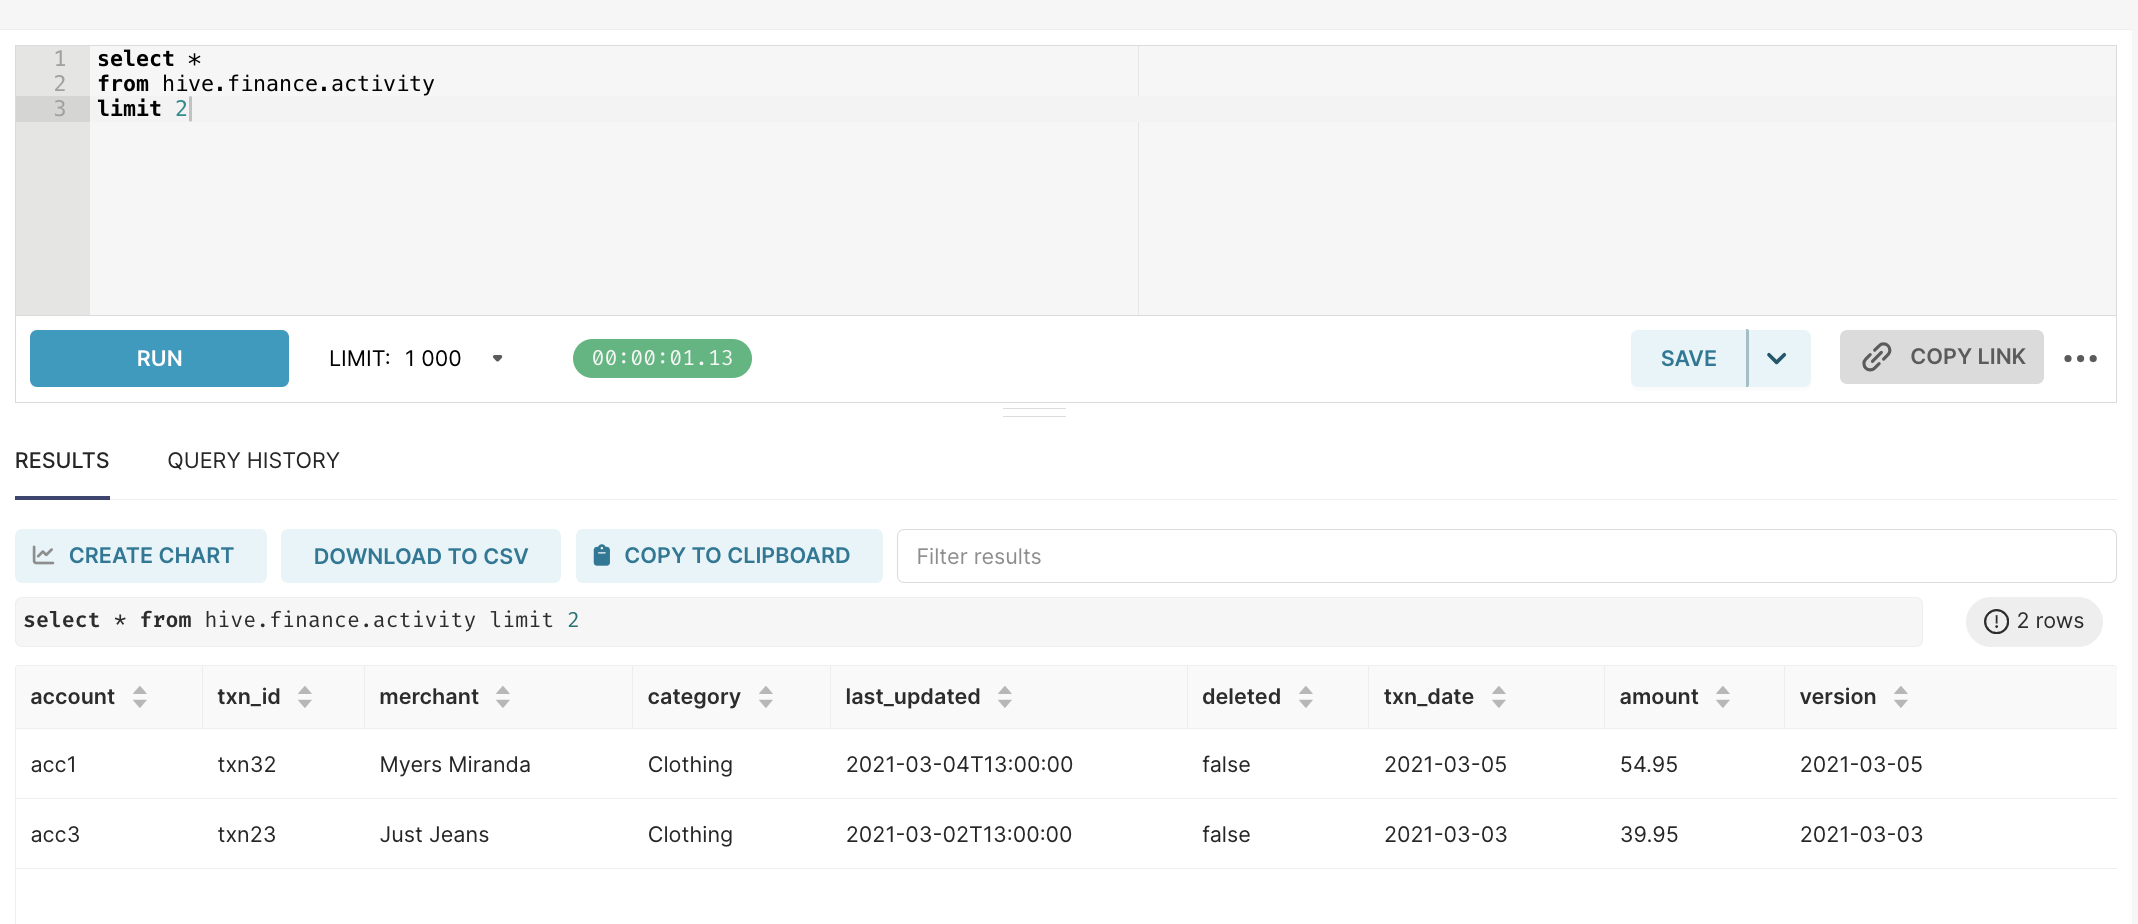 1 select *
2 from hive.finance.activity
3 limit 2
RUN LIMIT: 1 000 00:00:01.13 SAVE COPY LINK
RESULTS QUERY HISTORY
CREATE CHART DOWNLOAD TO CSV COPY TO CLIPBOARD Filter results
select * from hive.finance.activity limit 2 2 rows
account txn_id merchant category last_updated deleted txn_date amount version
acc1 txn32 Myers Miranda Clothing 2021-03-04T13:00:00 false 2021-03-05 54.95 2021-03-05
acc3 txn23 Just Jeans Clothing 2021-03-02T13:00:00 false 2021-03-03 39.95 2021-03-03